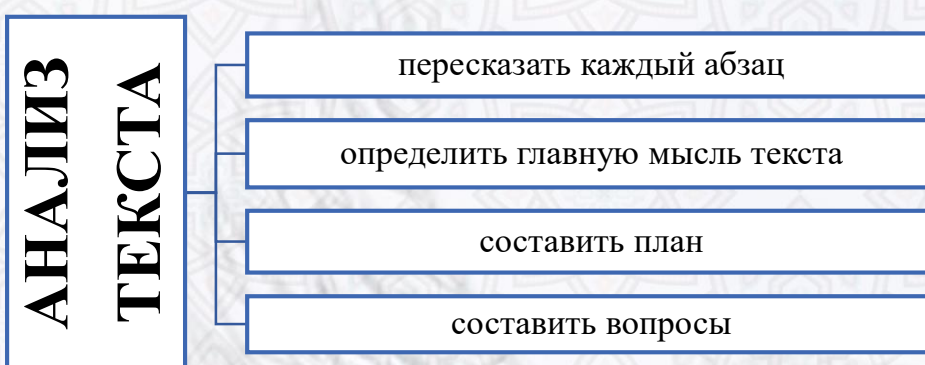 АНАЛИЗ
ТЕКСТА
пересказать каждый абзац
определить главную мысль текста
составить план
составить вопросы